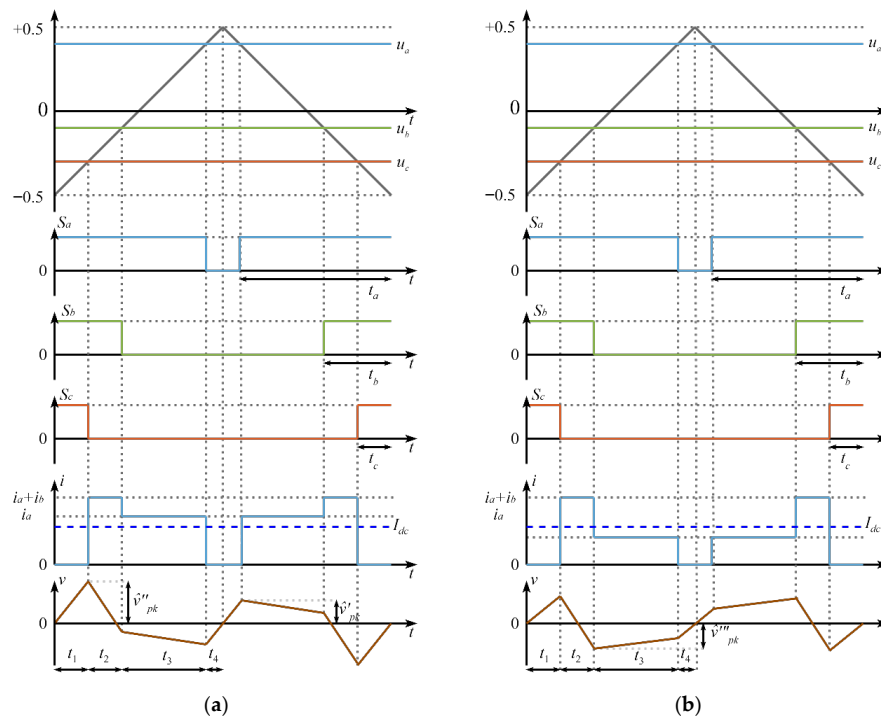 +0.5
u_a
0
t
u_b
u_c
−0.5
S_a
0
t_a
t
S_b
0
t_b
t
S_c
0
t_c
t
i
i_a+i_b
i_a
I_dc
0
t
v
v̂''_pk
v̂'_pk
0
t
t_1
t_2
t_3
t_4
(a)
+0.5
u_a
0
t
u_b
u_c
−0.5
S_a
0
t_a
t
S_b
0
t_b
t
S_c
0
t_c
t
i
i_a+i_b
i_a
I_dc
0
t
v
0
v̂'''_pk
t
t_1
t_2
t_3
t_4
(b)